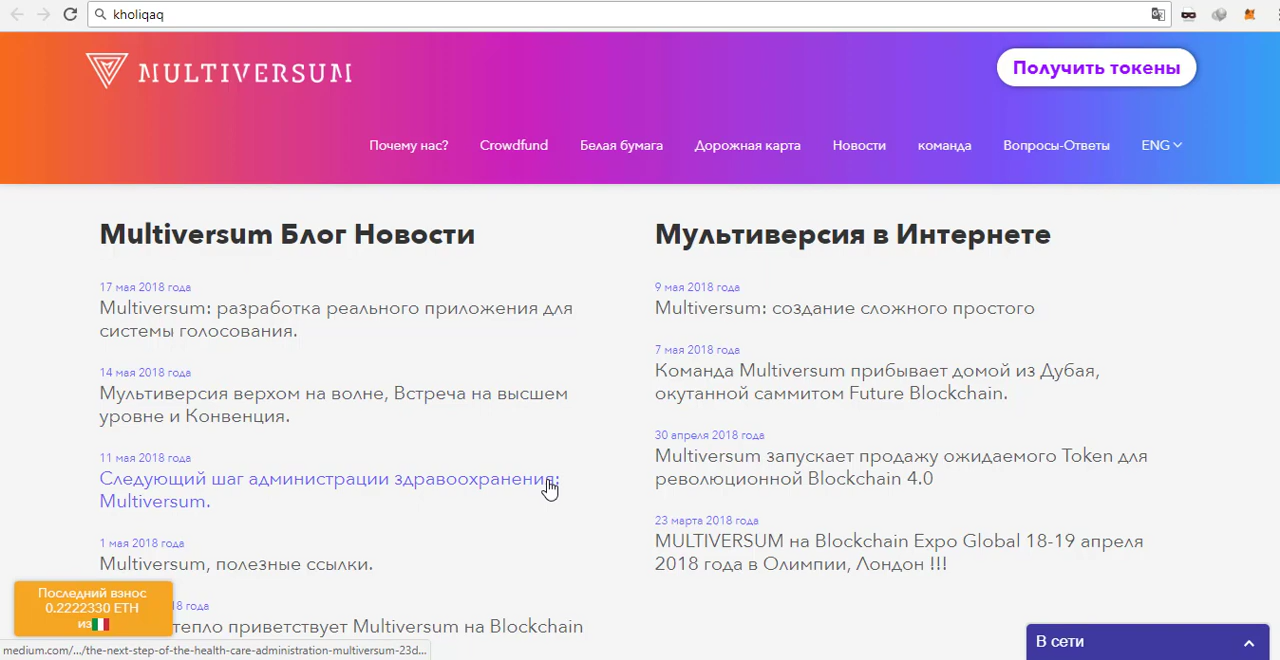 kholiqaq
MULTIVERSUM
Получить токены
Почему нас? Crowdfund Белая бумага Дорожная карта Новости команда Вопросы-Ответы ENG
Multiversum Блог Новости
17 мая 2018 года
Multiversum: разработка реального приложения для
системы голосования.
14 мая 2018 года
Мультиверсия верхом на волне, Встреча на высшем
уровне и Конвенция.
11 мая 2018 года
Следующий шаг администрации здравоохранения:
Multiversum.
1 мая 2018 года
Multiversum, полезные ссылки.
18 года
тепло приветствует Multiversum на Blockchain
Мультиверсия в Интернете
9 мая 2018 года
Multiversum: создание сложного простого
7 мая 2018 года
Команда Multiversum прибывает домой из Дубая,
окутанной саммитом Future Blockchain.
30 апреля 2018 года
Multiversum запускает продажу ожидаемого Token для
революционной Blockchain 4.0
23 марта 2018 года
MULTIVERSUM на Blockchain Expo Global 18-19 апреля
2018 года в Олимпии, Лондон !!!
Последний взнос
0.2222330 ETH
из
medium.com/.../the-next-step-of-the-health-care-administration-multiversum-23d...
В сети